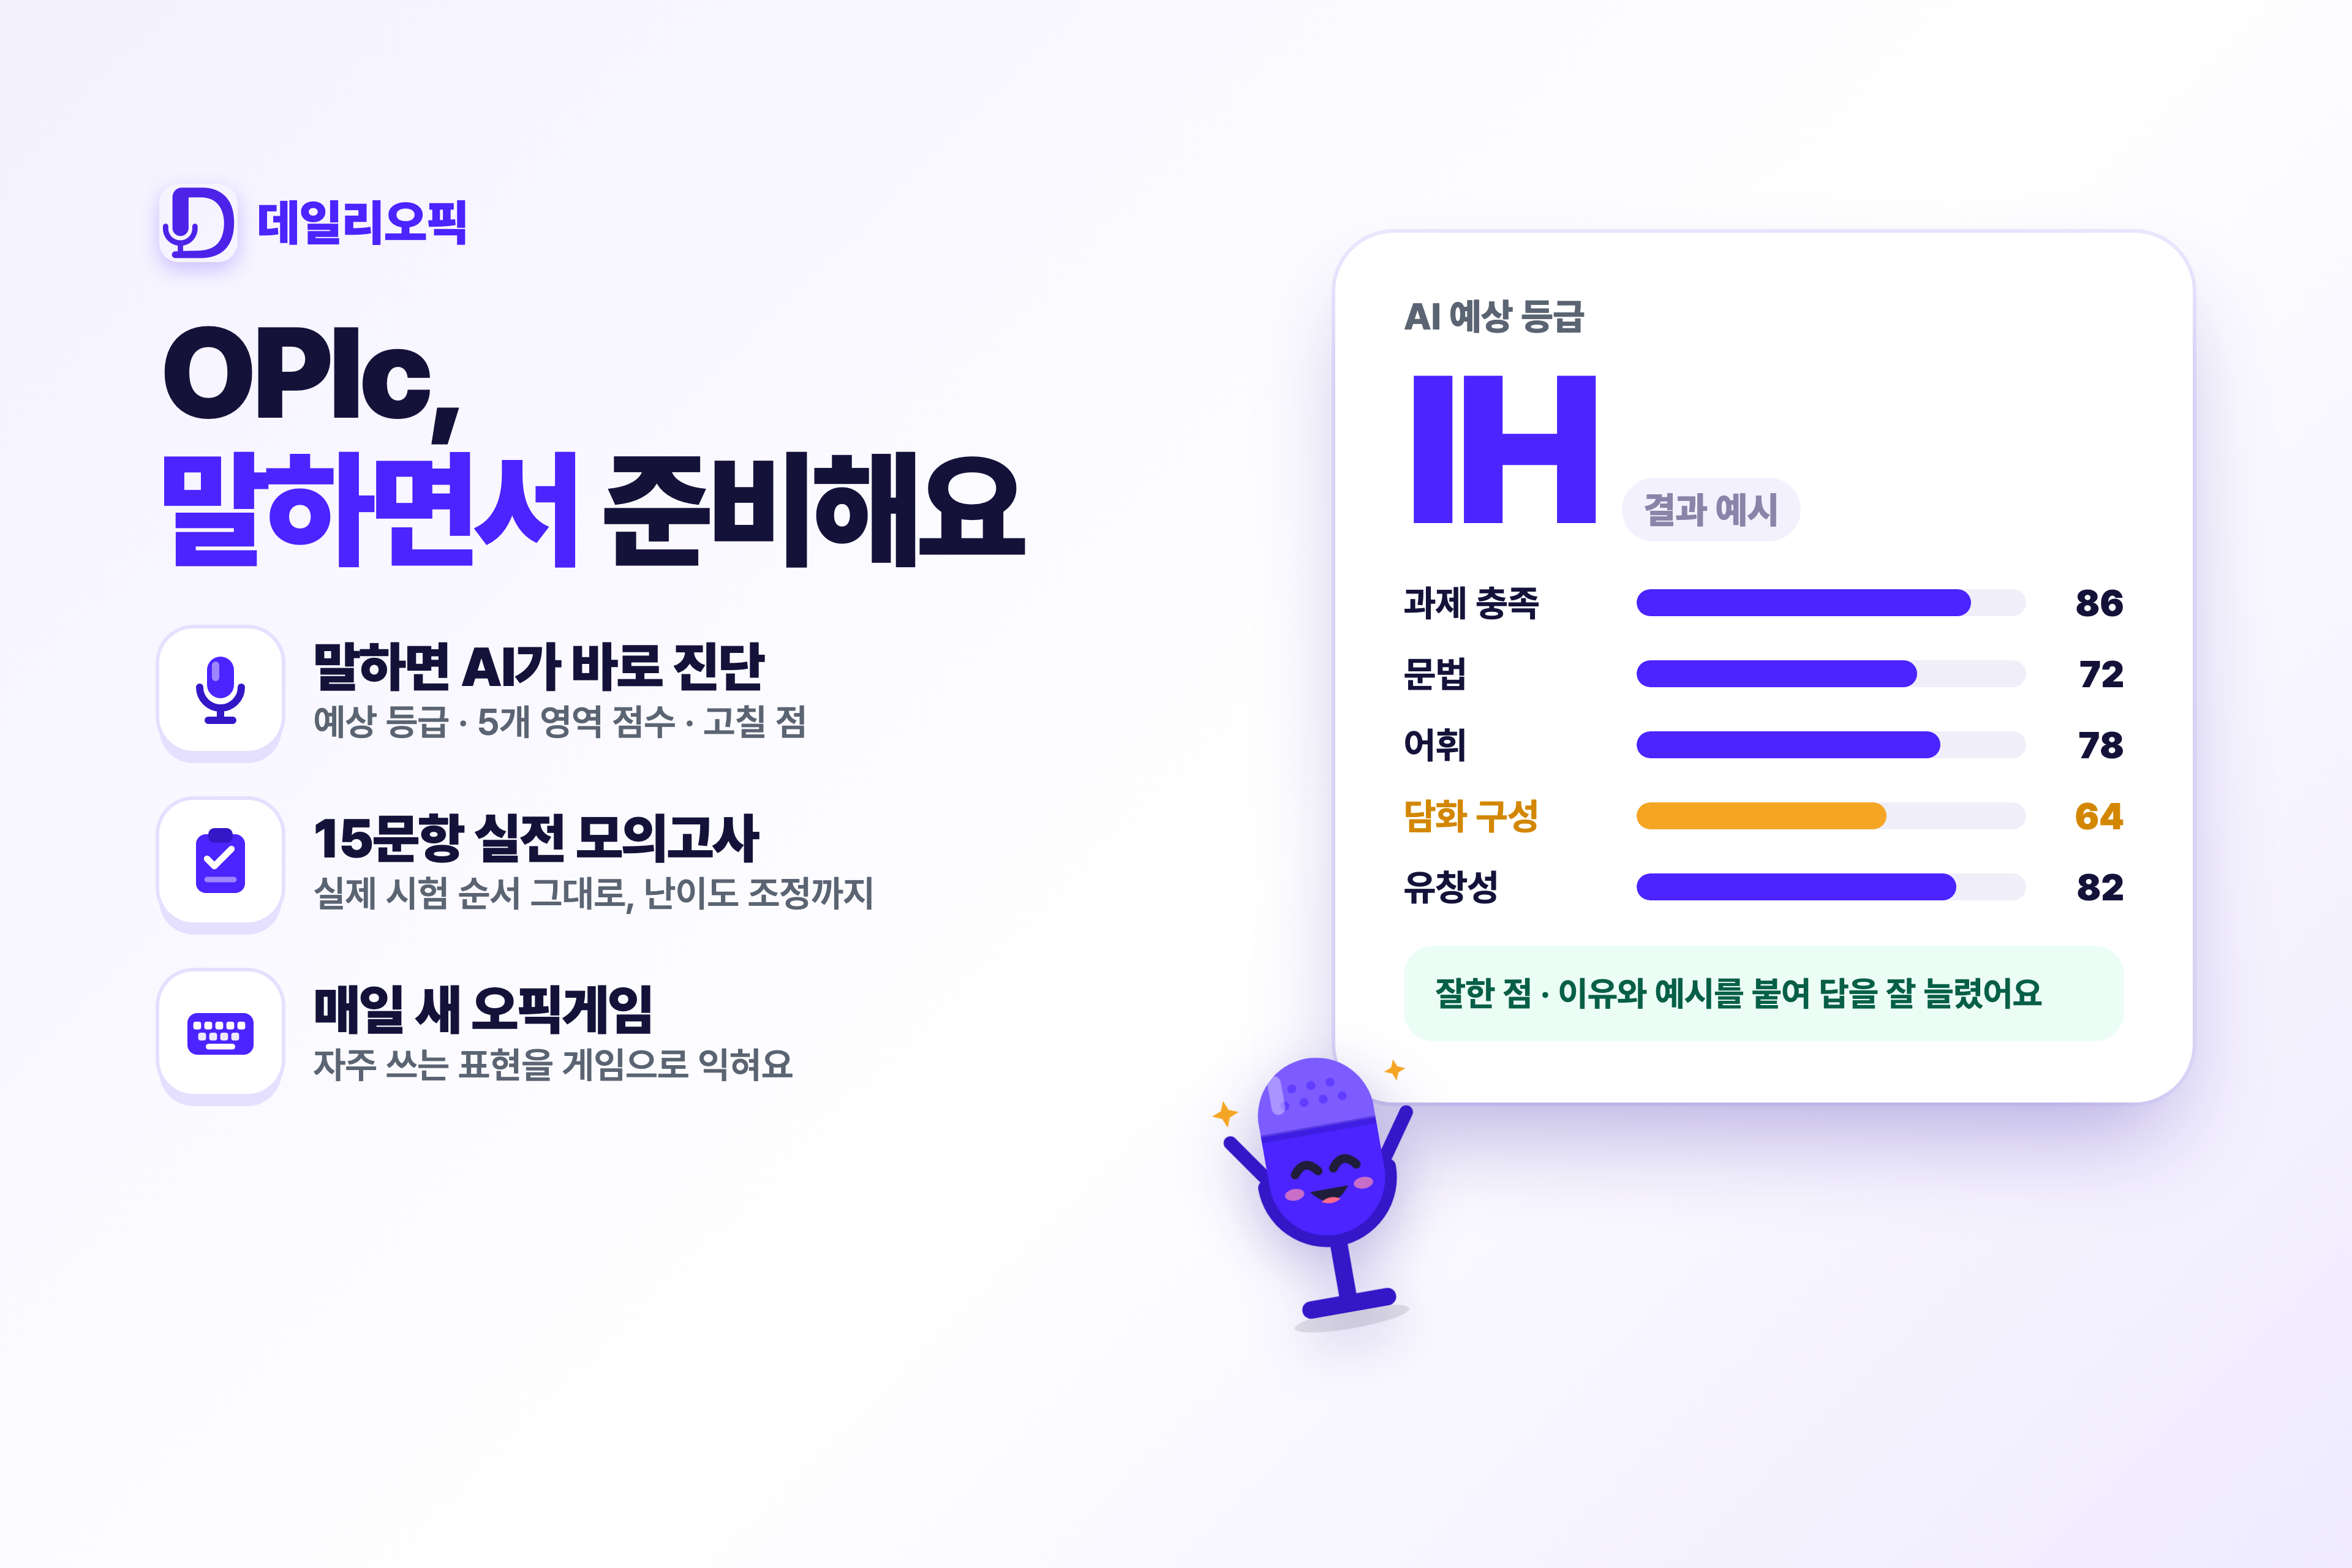 데일리오픽
OPIc,
말하면서 준비해요
말하면 AI가 바로 진단
예상 등급 · 5개 영역 점수 · 고칠 점
15문항 실전 모의고사
실제 시험 순서 그대로, 난이도 조정까지
매일 새 오픽게임
자주 쓰는 표현을 게임으로 익혀요
AI 예상 등급
IH
결과 예시
과제 충족 86
문법 72
어휘 78
담화 구성 64
유창성 82
잘한 점 · 이유와 예시를 붙여 답을 잘 늘렸어요